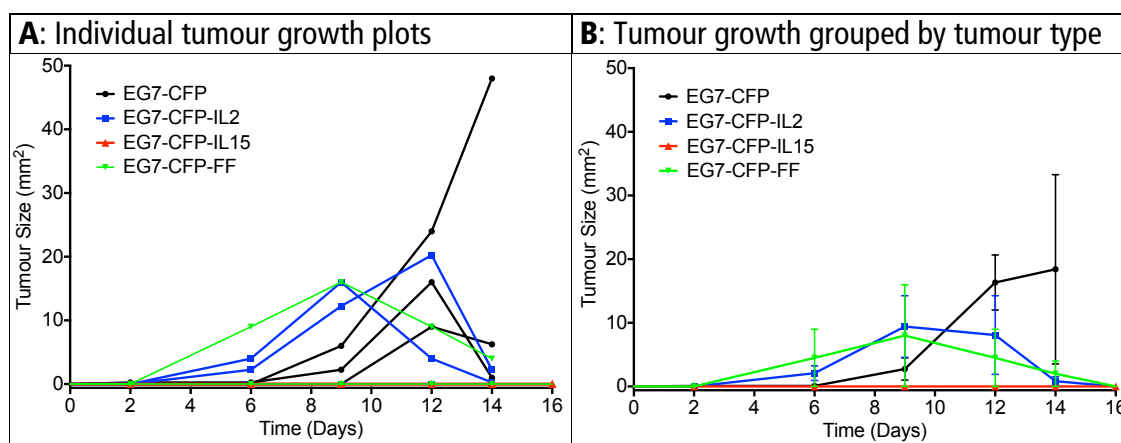 A: Individual tumour growth plots
50
40
30
20
10
0
Tumour Size (mm²)
EG7-CFP
EG7-CFP-IL2
EG7-CFP-IL15
EG7-CFP-FF
0 2 4 6 8 10 12 14 16
Time (Days)
B: Tumour growth grouped by tumour type
50
40
30
20
10
0
Tumour Size (mm²)
EG7-CFP
EG7-CFP-IL2
EG7-CFP-IL15
EG7-CFP-FF
0 2 4 6 8 10 12 14 16
Time (Days)